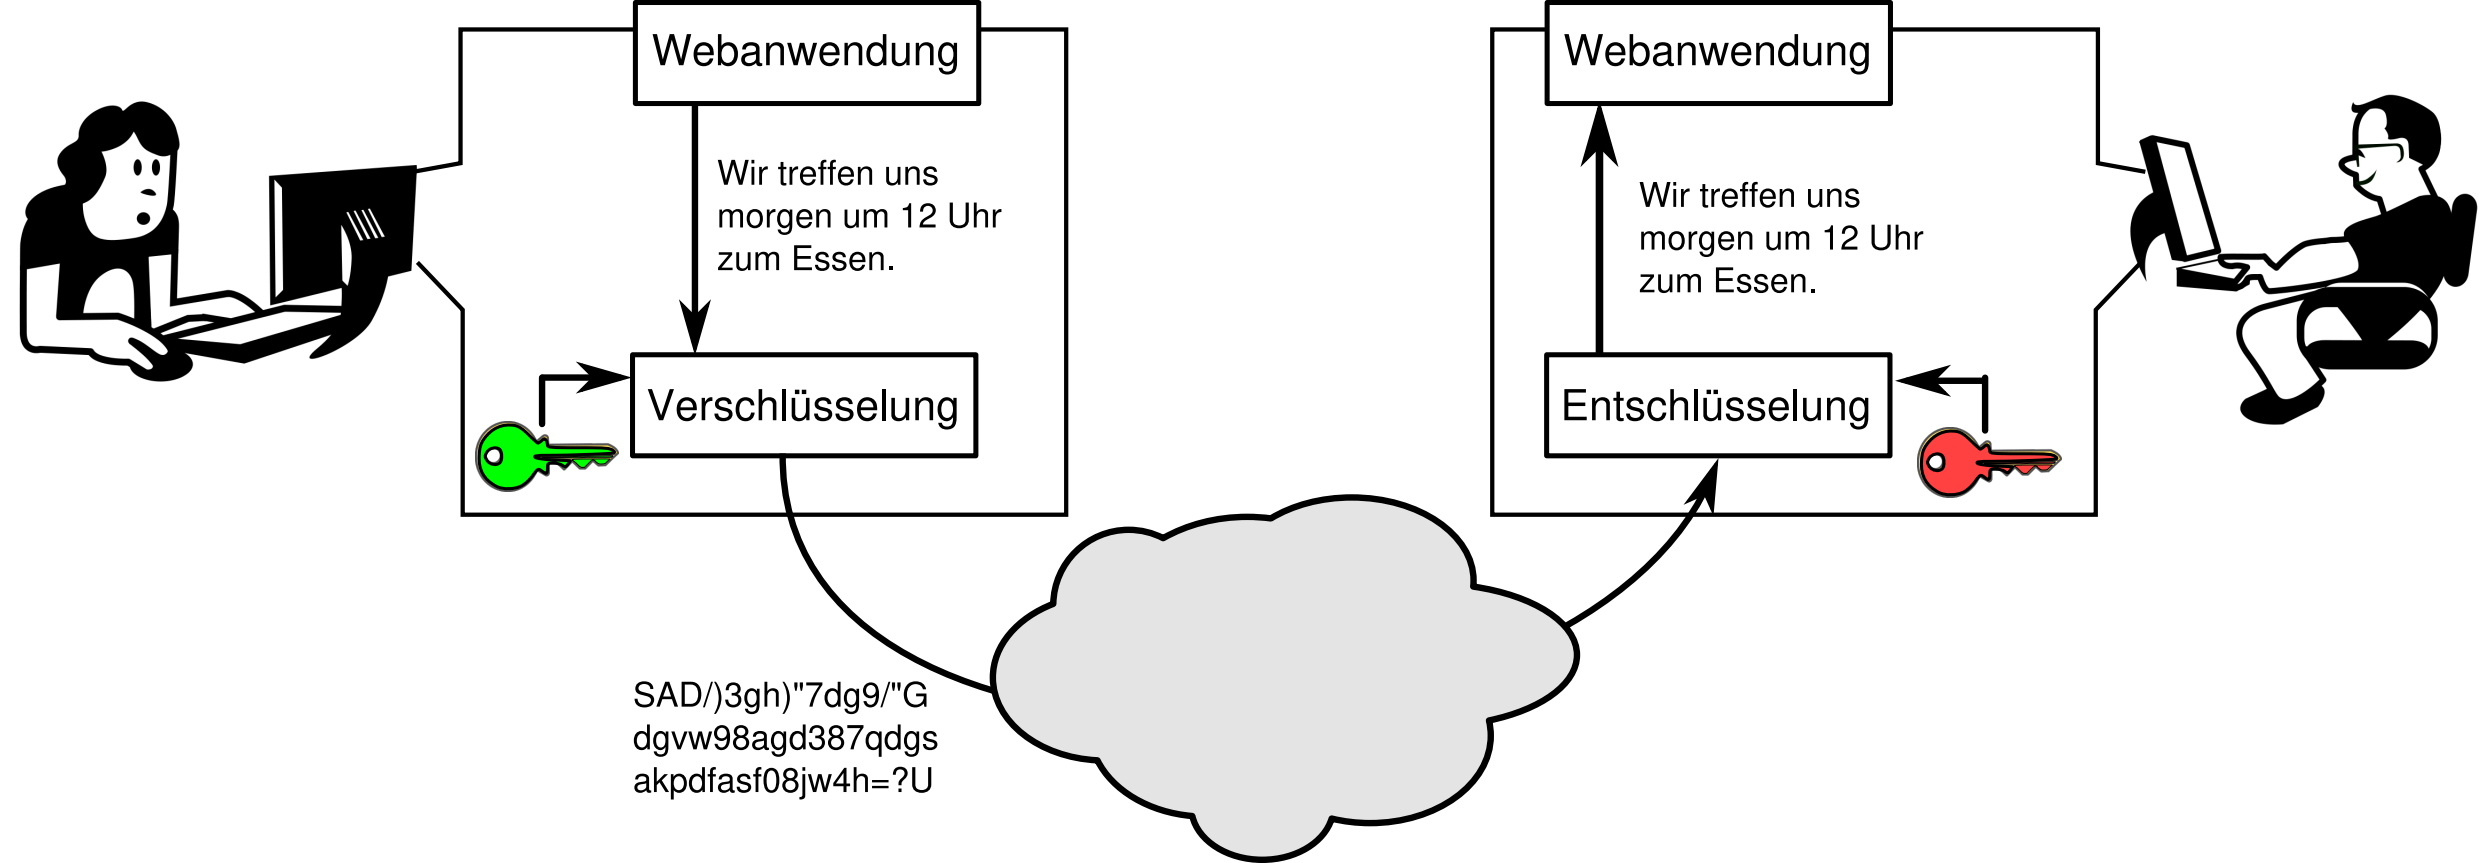 Webanwendung
Wir treffen uns
morgen um 12 Uhr
zum Essen.
Verschlüsselung
SAD/)3gh)"7dg9/"G
dgvw98agd387qdgs
akpdfasf08jw4h=?U
Webanwendung
Wir treffen uns
morgen um 12 Uhr
zum Essen.
Entschlüsselung